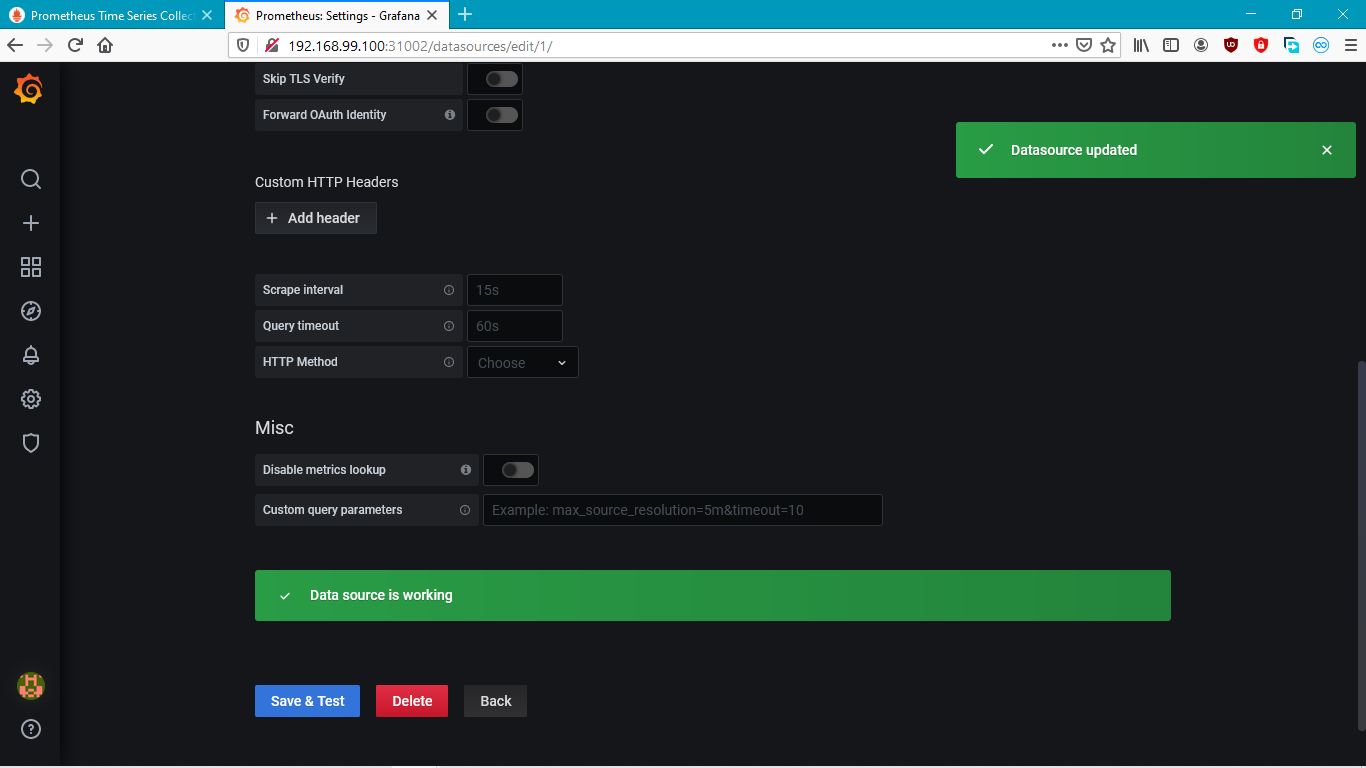 Prometheus Time Series Collec
Prometheus: Settings - Grafana
192.168.99.100:31002/datasources/edit/1/
Skip TLS Verify
Forward OAuth Identity
Datasource updated
Custom HTTP Headers
+ Add header
Scrape interval
15s
Query timeout
60s
HTTP Method
Choose
Misc
Disable metrics lookup
Custom query parameters
Example: max_source_resolution=5m&timeout=10
Data source is working
Save & Test
Delete
Back